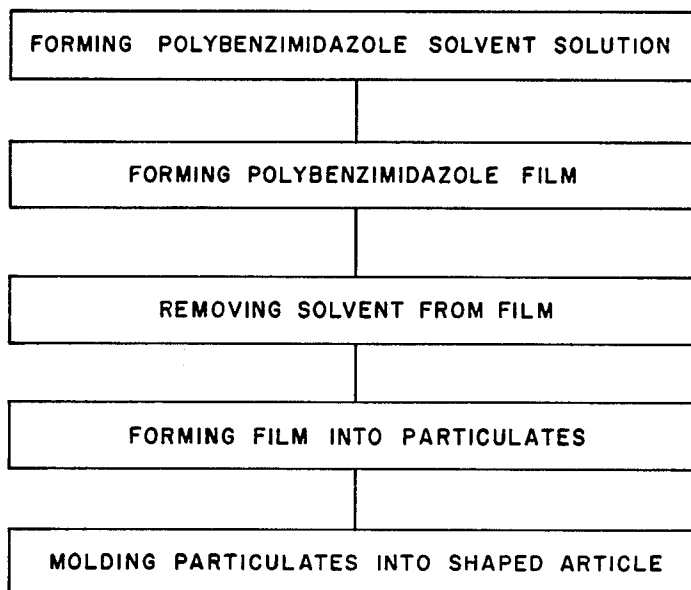 FORMING POLYBENZIMIDAZOLE SOLVENT SOLUTION
FORMING POLYBENZIMIDAZOLE FILM
REMOVING SOLVENT FROM FILM
FORMING FILM INTO PARTICULATES
MOLDING PARTICULATES INTO SHAPED ARTICLE